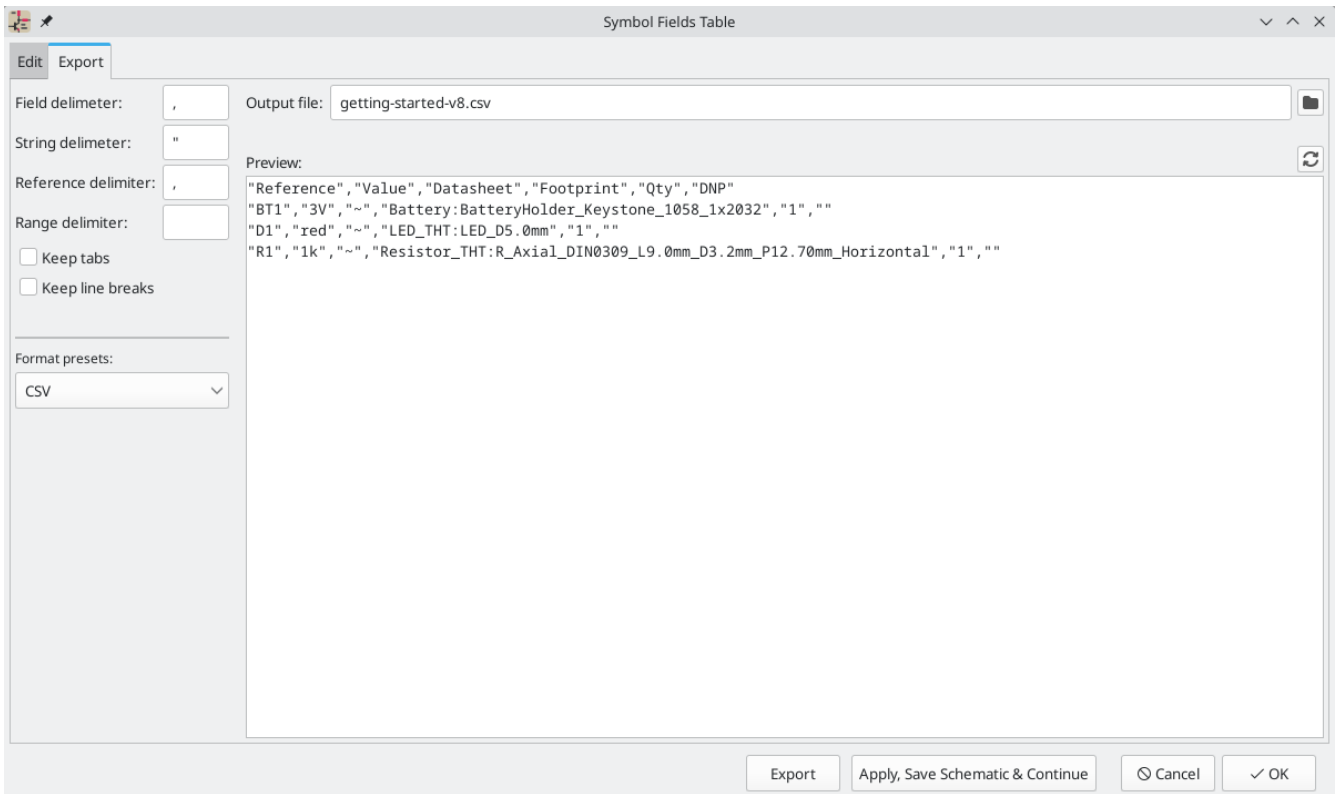 Symbol Fields Table
Edit Export
Field delimeter: ,
Output file: getting-started-v8.csv
String delimeter: "
Reference delimiter: ,
Range delimiter:
Keep tabs
Keep line breaks
Format presets:
CSV
Preview:
"Reference","Value","Datasheet","Footprint","Qty","DNP"
"BT1","3V","~","Battery:BatteryHolder_Keystone_1058_1x2032","1",""
"D1","red","~","LED_THT:LED_D5.0mm","1",""
"R1","1k","~","Resistor_THT:R_Axial_DIN0309_L9.0mm_D3.2mm_P12.70mm_Horizontal","1",""
Export Apply, Save Schematic & Continue Cancel OK